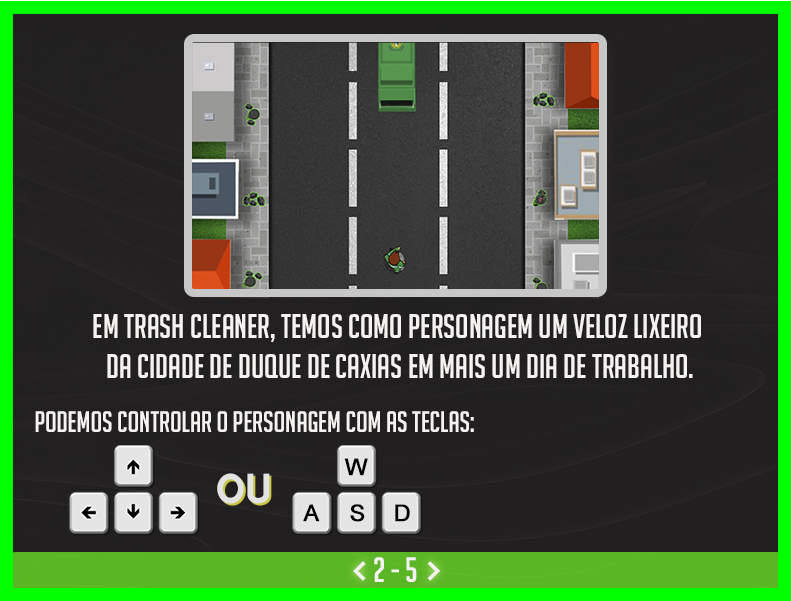 EM TRASH CLEANER, TEMOS COMO PERSONAGEM UM VELOZ LIXEIRO
DA CIDADE DE DUQUE DE CAXIAS EM MAIS UM DIA DE TRABALHO.
PODEMOS CONTROLAR O PERSONAGEM COM AS TECLAS:
↑ W
← ↓ → OU A S D
< 2 - 5 >